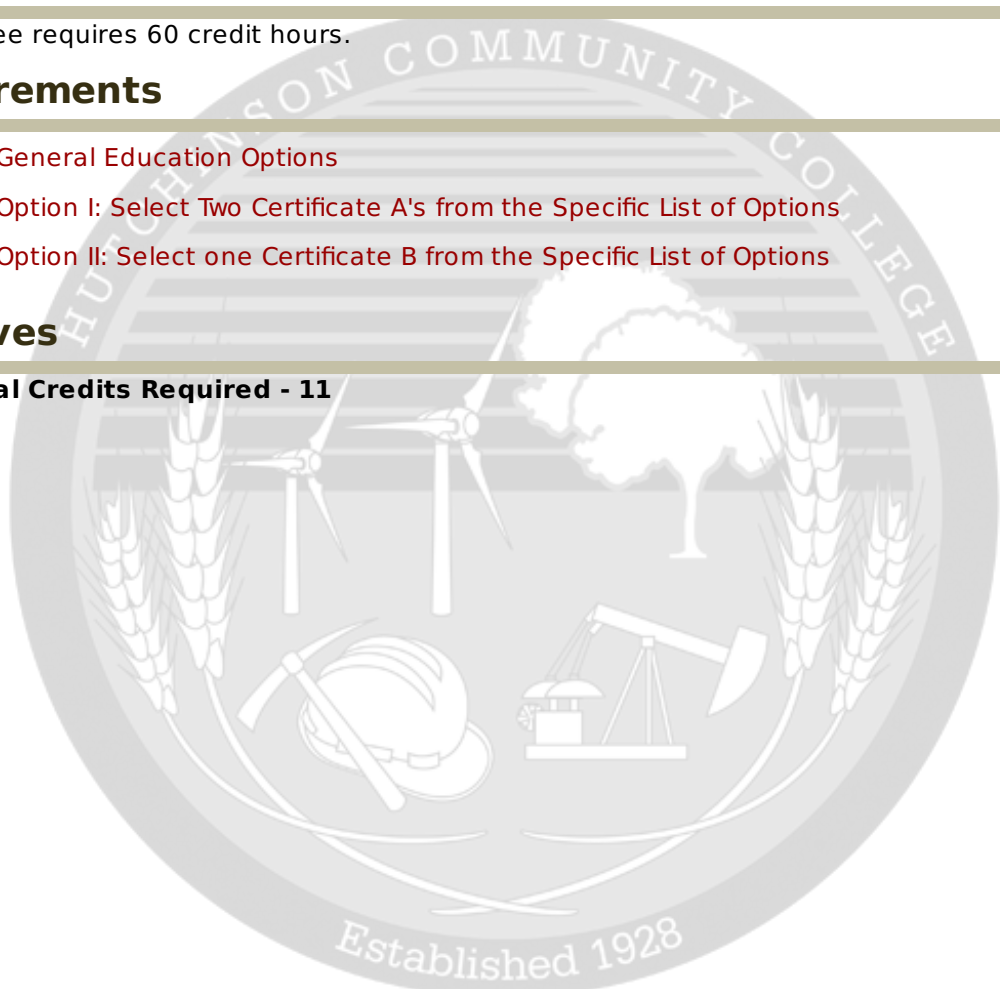 ee requires 60 credit hours.
rements
General Education Options
Option I: Select Two Certificate A's from the Specific List of Options
Option II: Select one Certificate B from the Specific List of Options
ves
al Credits Required - 11
HUTCHINSON COMMUNITY COLLEGE
Established 1928